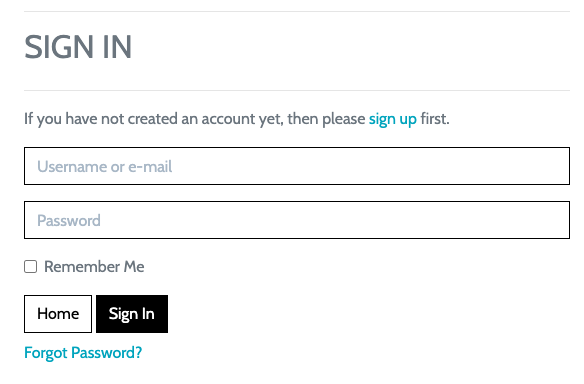 SIGN IN
If you have not created an account yet, then please sign up first.
Username or e-mail
Password
Remember Me
Home Sign In
Forgot Password?